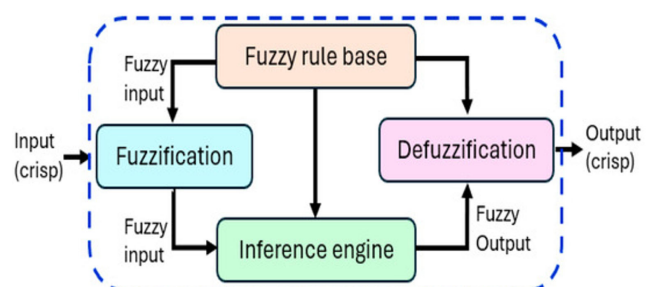 Fuzzy rule base
Fuzzy
input
Input
(crisp)
Fuzzification
Defuzzification
Output
(crisp)
Fuzzy
input
Inference engine
Fuzzy
Output